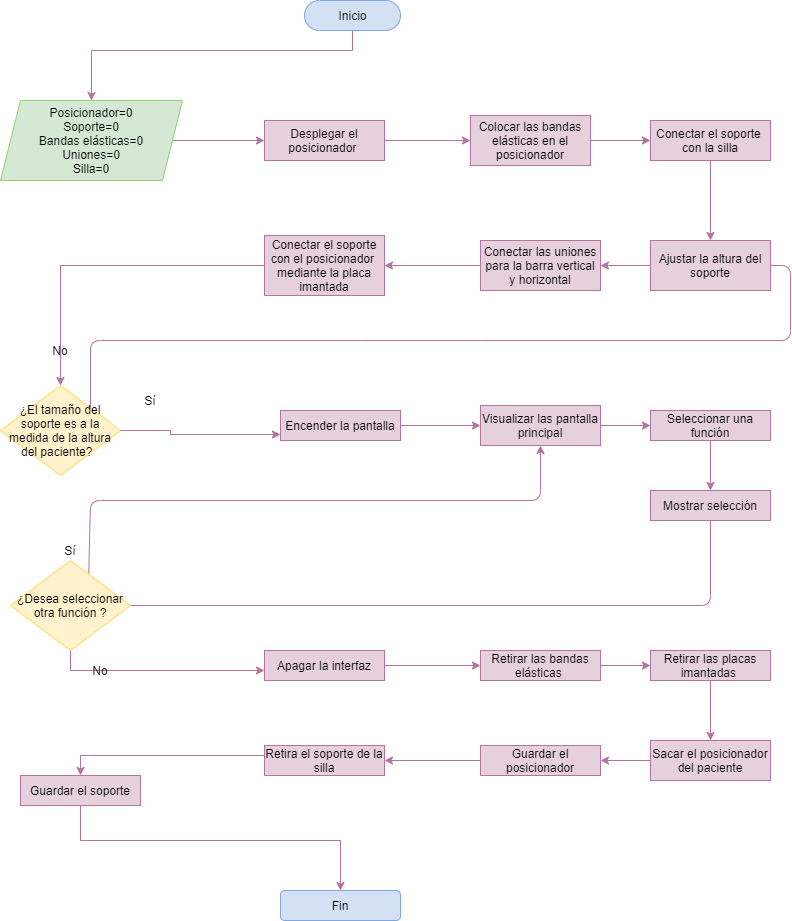 Inicio
Posicionador=0
Soporte=0
Bandas elásticas=0
Uniones=0
Silla=0
Desplegar el
posicionador
Colocar las bandas
elásticas en el
posicionador
Conectar el soporte
con la silla
Conectar el soporte
con el posicionador
mediante la placa
imantada
Conectar las uniones
para la barra vertical
y horizontal
Ajustar la altura del
soporte
No
¿El tamaño del
soporte es a la
medida de la altura
del paciente?
Sí
Encender la pantalla
Visualizar las pantalla
principal
Seleccionar una
función
Mostrar selección
Sí
¿Desea seleccionar
otra función ?
No
Apagar la interfaz
Retirar las bandas
elásticas
Retirar las placas
imantadas
Sacar el posicionador
del paciente
Guardar el
posicionador
Retira el soporte de la
silla
Guardar el soporte
Fin